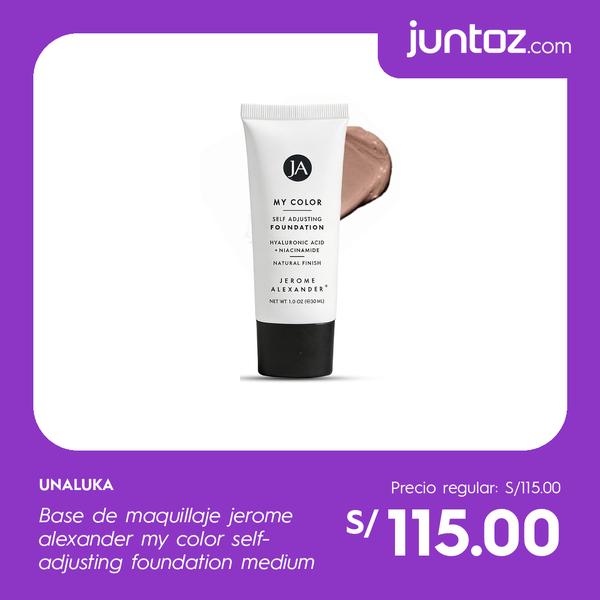 juntoz.com
JA
MY COLOR
SELF ADJUSTING
FOUNDATION
HYALURONIC ACID
+ NIACINAMIDE
NATURAL FINISH
JEROME
ALEXANDER®
NET WT 1.0 OZ (℮30ML)
UNALUKA
Base de maquillaje jerome
alexander my color self-
adjusting foundation medium
Precio regular: S/115.00
S/ 115.00